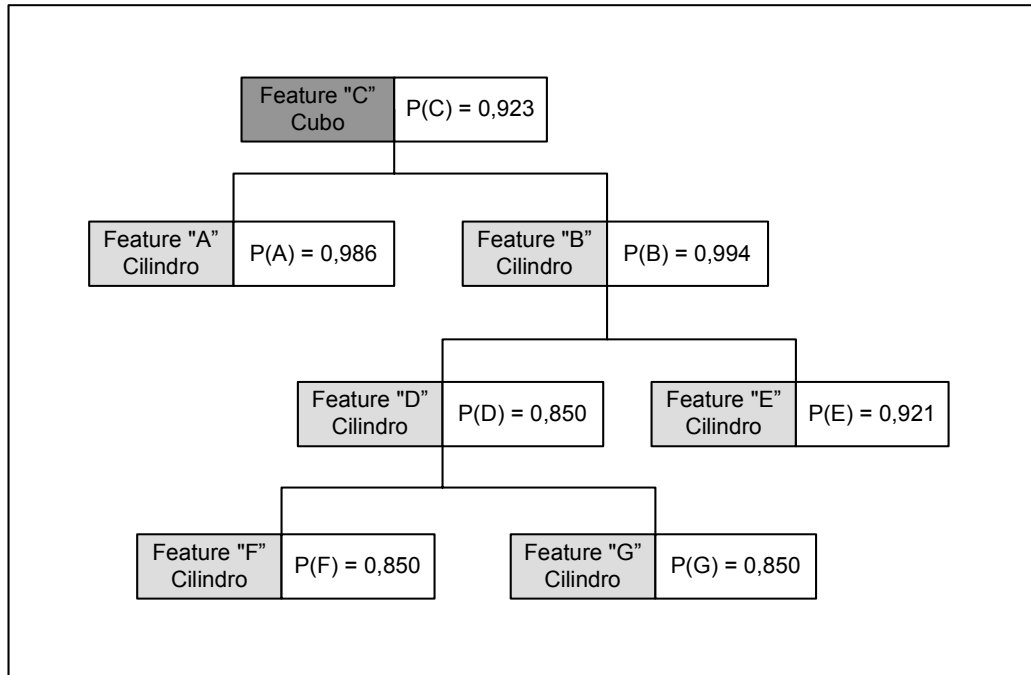 Feature "C”
Cubo
P(C) = 0,923
Feature "A”
Cilindro
P(A) = 0,986
Feature "B”
Cilindro
P(B) = 0,994
Feature "D”
Cilindro
P(D) = 0,850
Feature "E”
Cilindro
P(E) = 0,921
Feature "F”
Cilindro
P(F) = 0,850
Feature "G”
Cilindro
P(G) = 0,850